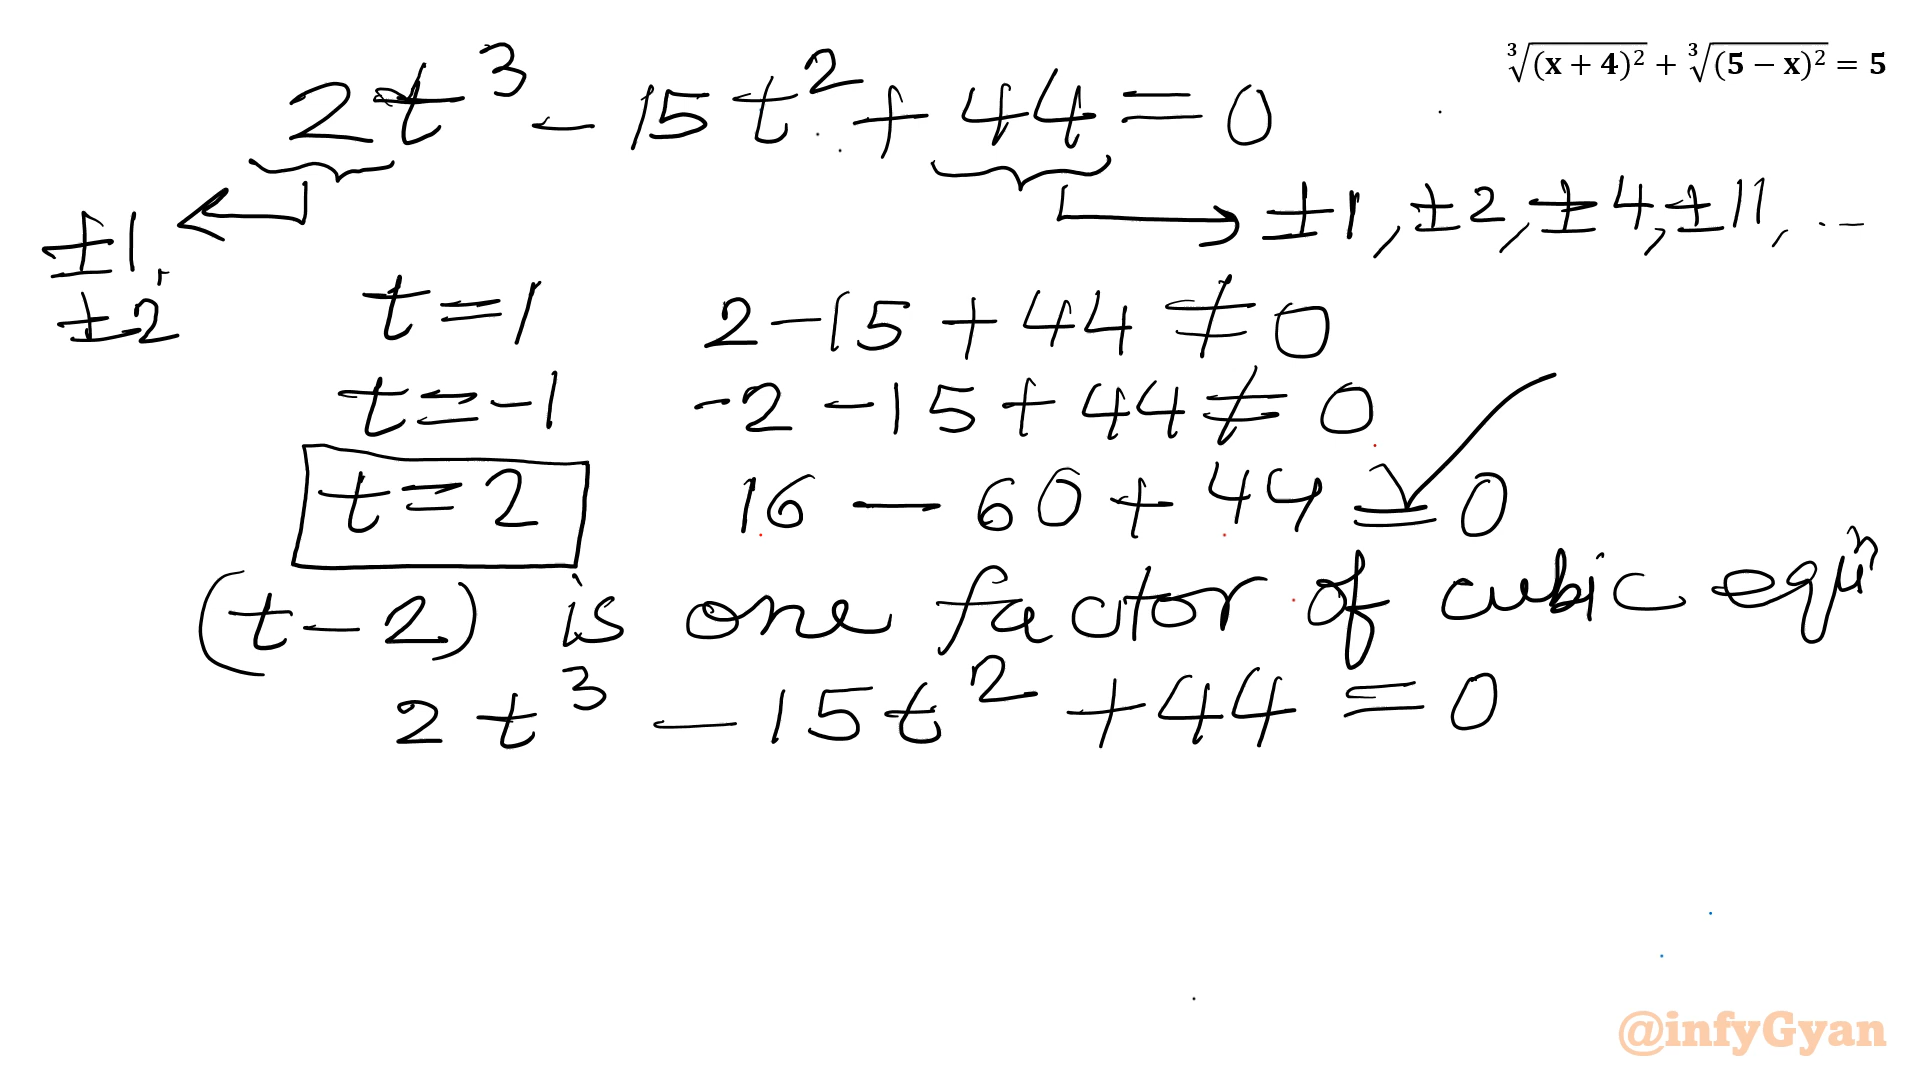 ∛(x + 4)² + ∛(5 − x)² = 5
2t³ - 15t² + 44 = 0
±1, ±2
±1, ±2, ±4, ±11, ...
t = 1 2 - 15 + 44 ≠ 0
t = -1 -2 - 15 + 44 ≠ 0
t = 2 16 - 60 + 44 = 0
(t - 2) is one factor of cubic equⁿ
2t³ - 15t² + 44 = 0
@infyGyan